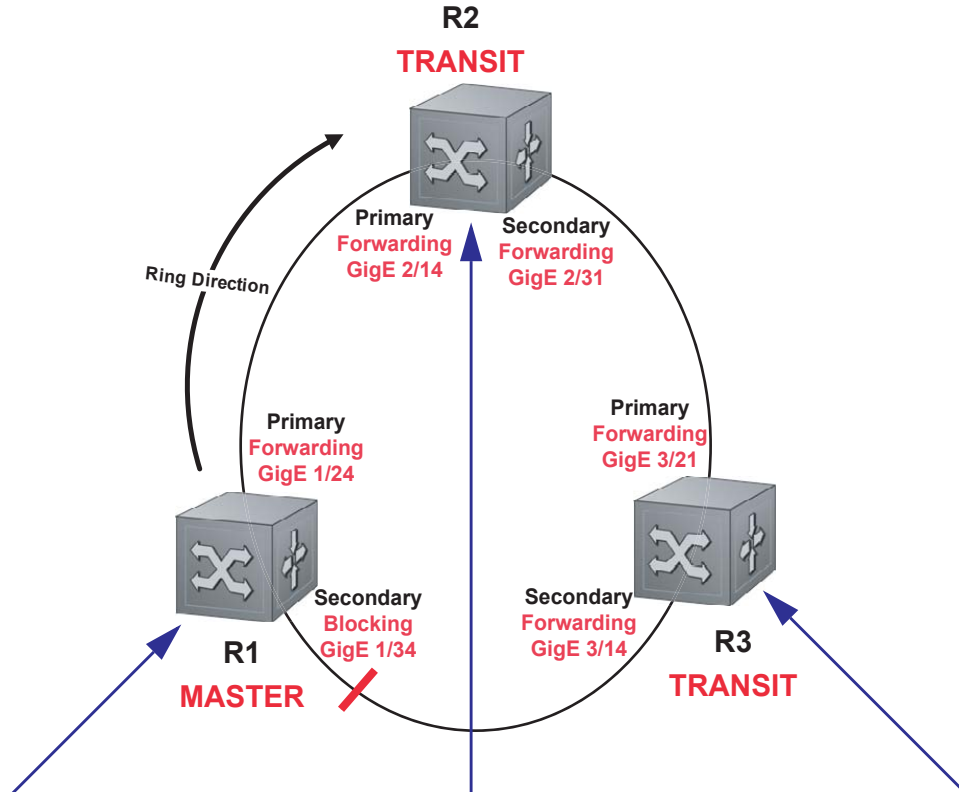 R2
TRANSIT
Primary
Forwarding
GigE 2/14
Secondary
Forwarding
GigE 2/31
Ring Direction
Primary
Forwarding
GigE 1/24
Primary
Forwarding
GigE 3/21
Secondary
Blocking
GigE 1/34
Secondary
Forwarding
GigE 3/14
R1
MASTER
R3
TRANSIT